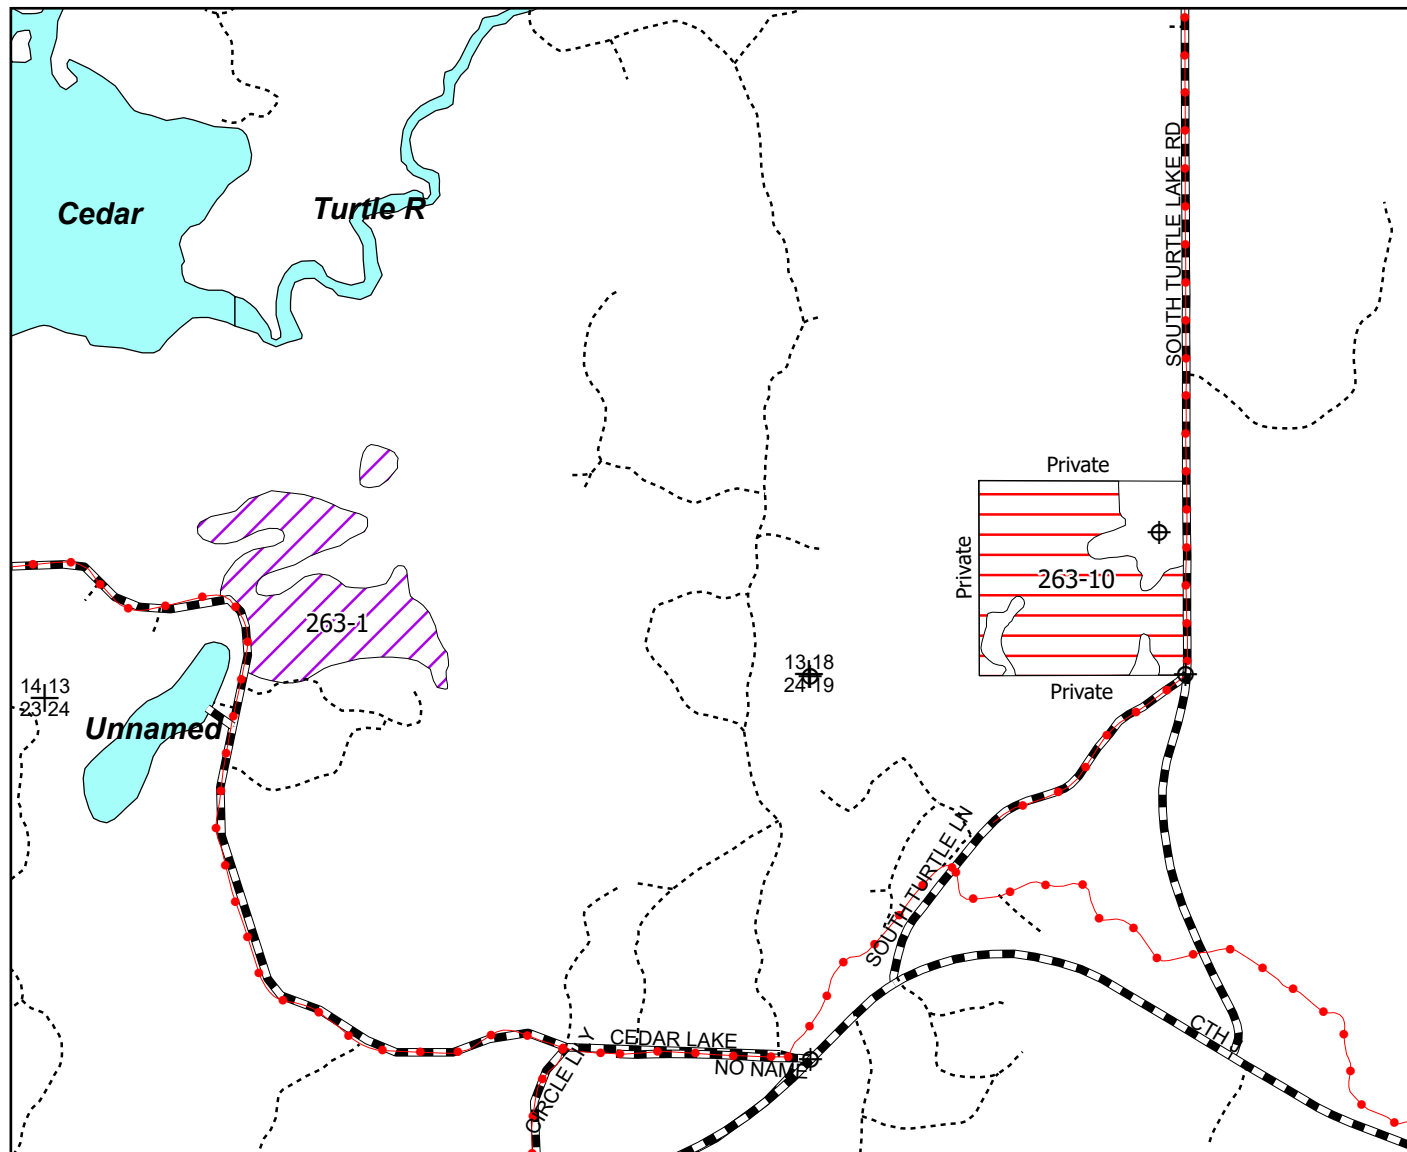 Cedar
Turtle R
SOUTH TURTLE LAKE RD
Private
Private
263-10
263-1
13 18
24 19
14 13
23 24
Private
Unnamed
SOUTH TURTLE LN
CEDAR LAKE
NO NAME
CIRCLE LILY
CTH